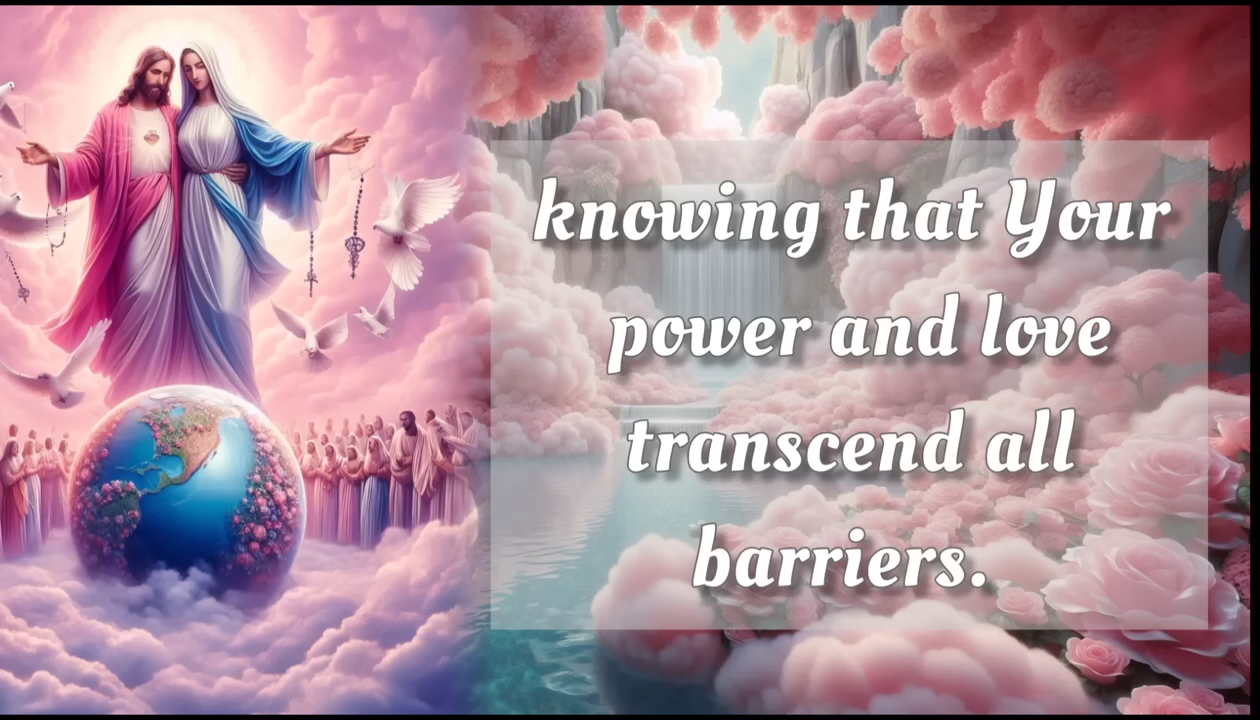 knowing that Your
power and love
transcend all
barriers.